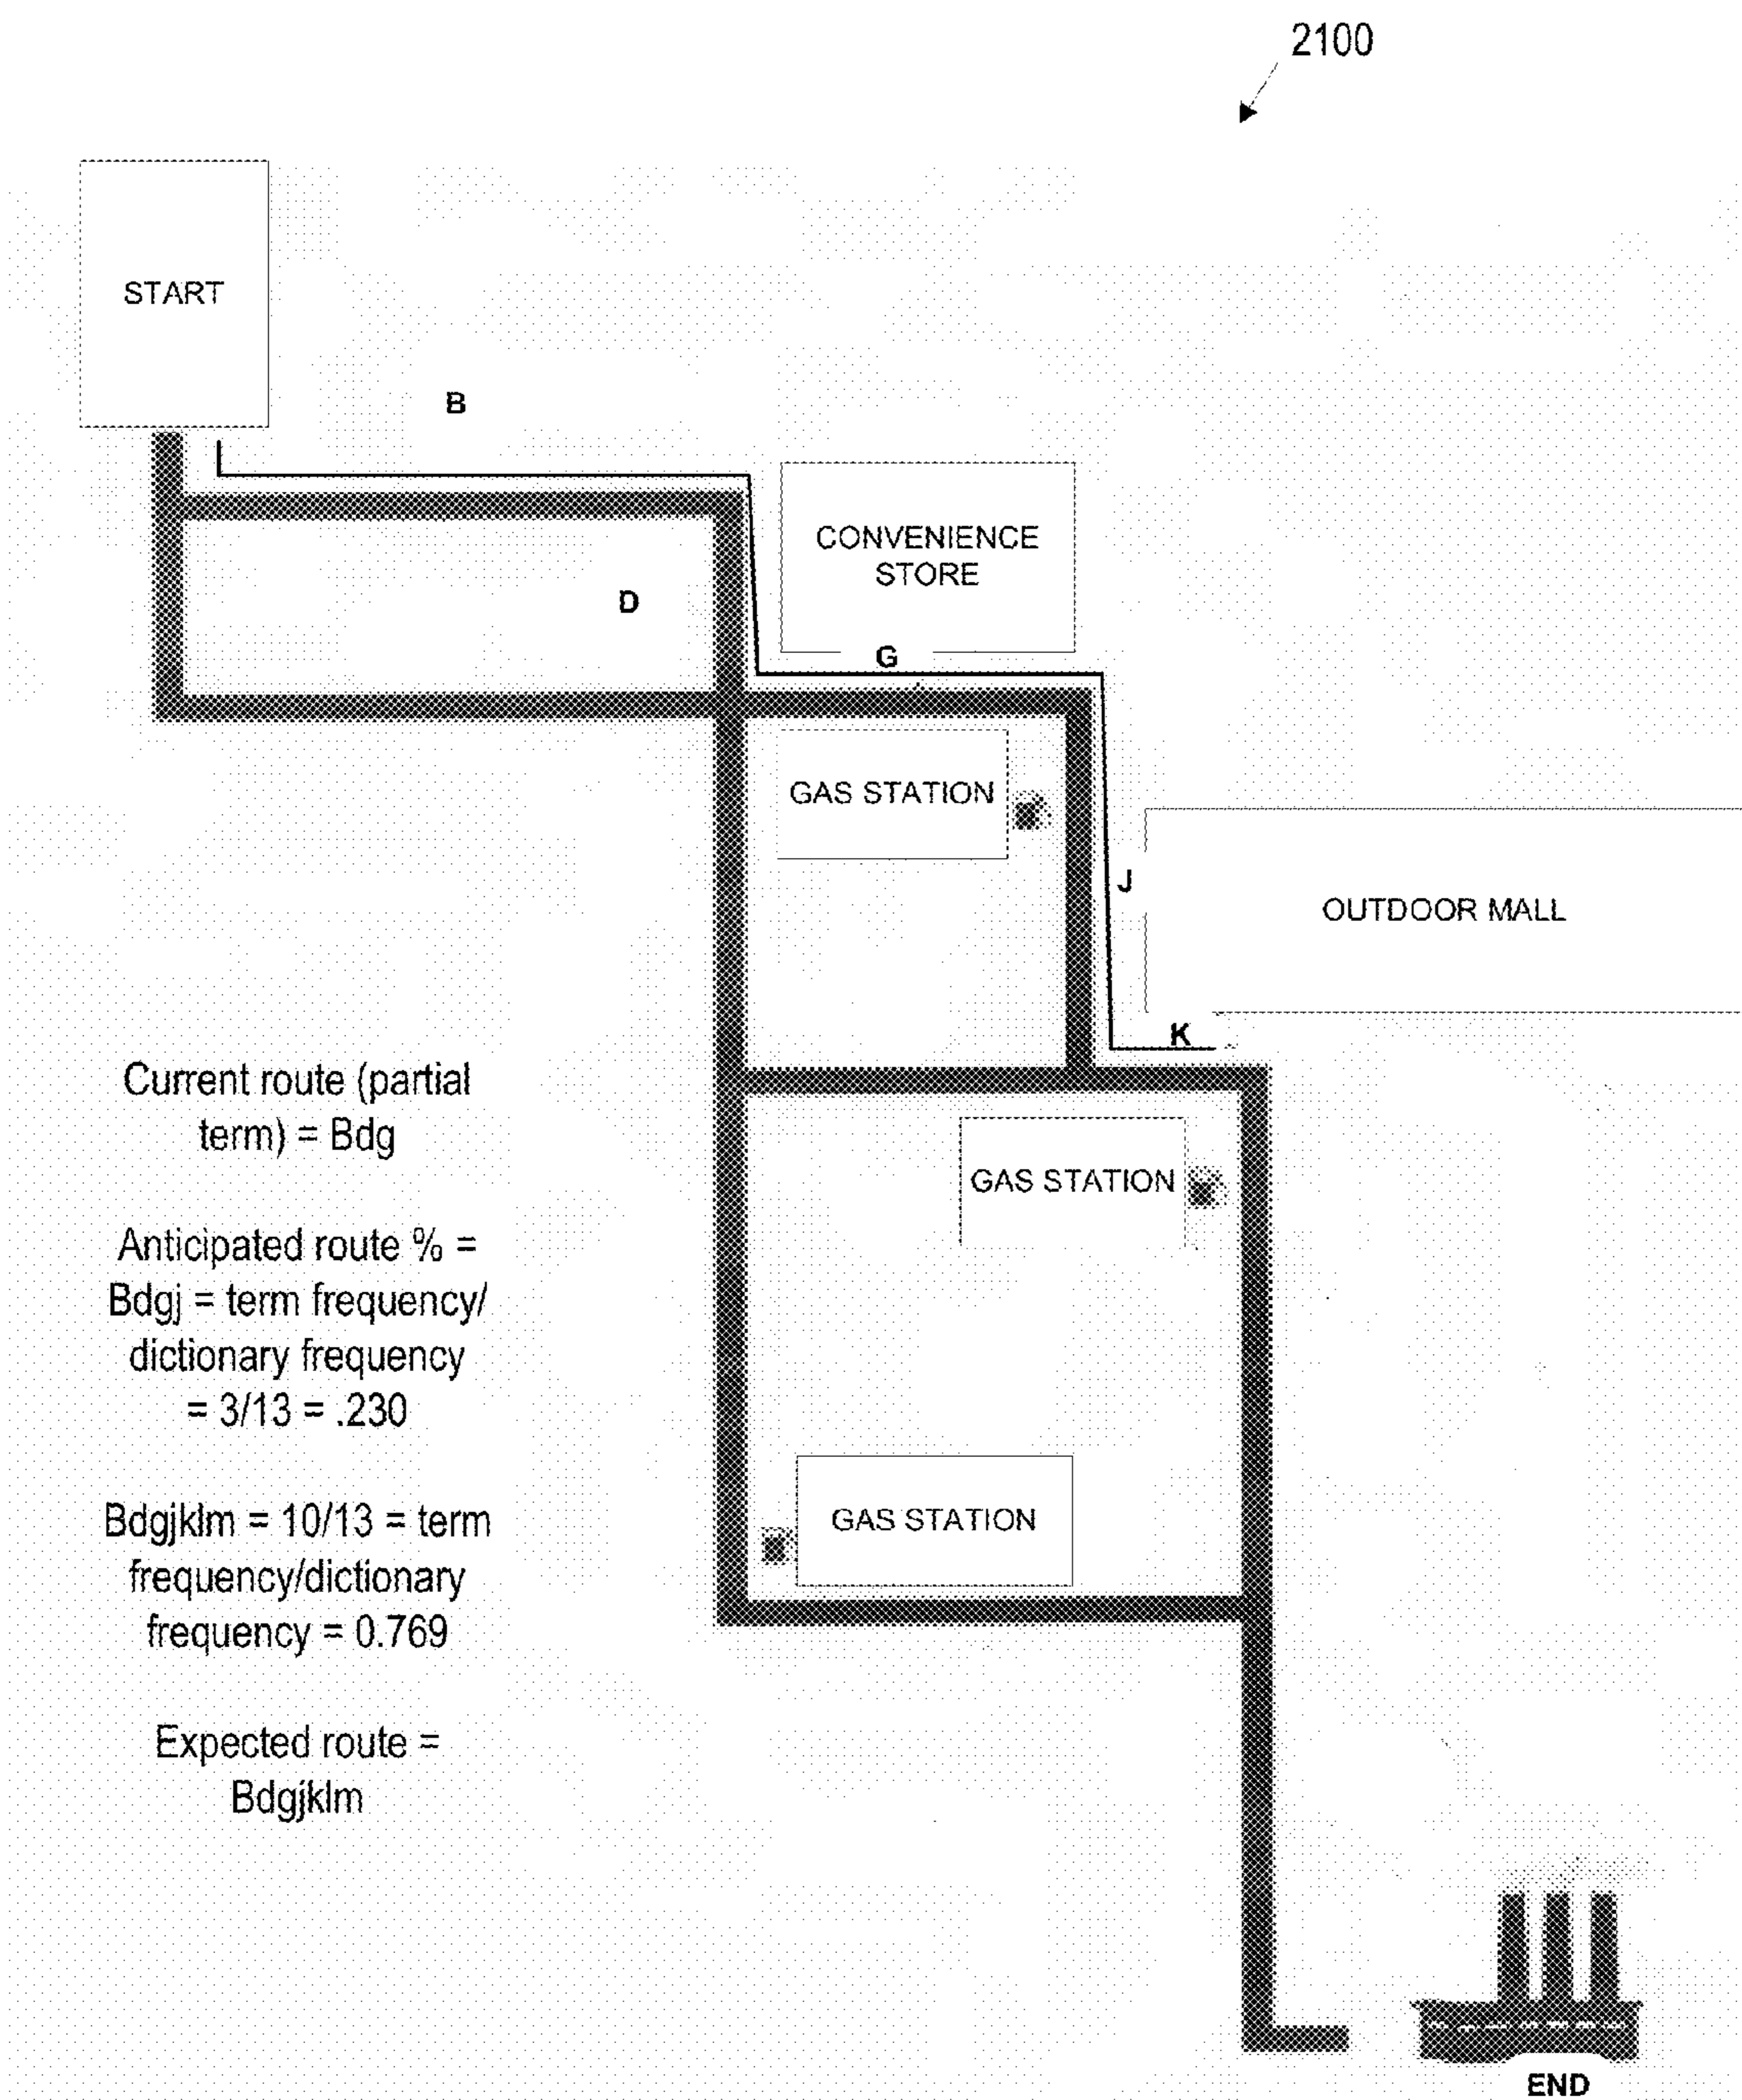 2100
START
B
CONVENIENCE
STORE
D
G
GAS STATION
J
OUTDOOR MALL
K
Current route (partial
term) = Bdg
GAS STATION
Anticipated route % =
Bdgj = term frequency/
dictionary frequency
= 3/13 = .230
Bdgjklm = 10/13 = term
frequency/dictionary
frequency = 0.769
GAS STATION
Expected route =
Bdgjklm
END